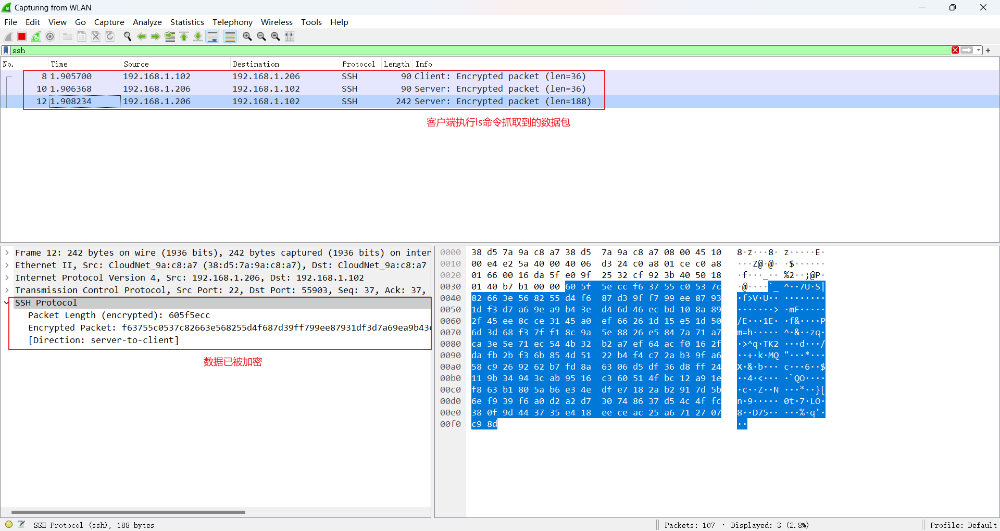 Capturing from WLAN
File Edit View Go Capture Analyze Statistics Telephony Wireless Tools Help
ssh
No. Time Source Destination Protocol Length Info
8 1.905700 192.168.1.102 192.168.1.206 SSH 90 Client: Encrypted packet (len=36)
10 1.906368 192.168.1.206 192.168.1.102 SSH 90 Server: Encrypted packet (len=36)
12 1.908234 192.168.1.206 192.168.1.102 SSH 242 Server: Encrypted packet (len=188)
客户端执行ls命令抓取到的数据包
Frame 12: 242 bytes on wire (1936 bits), 242 bytes captured (1936 bits) on inter
Ethernet II, Src: CloudNet_9a:c8:a7 (38:d5:7a:9a:c8:a7), Dst: CloudNet_9a:c8:a7
Internet Protocol Version 4, Src: 192.168.1.206, Dst: 192.168.1.102
Transmission Control Protocol, Src Port: 22, Dst Port: 55903, Seq: 37, Ack: 37,
SSH Protocol
Packet Length (encrypted): 605f5ecc
Encrypted Packet: f63755c0537c82663e568255d4f687d39ff799ee87931df3d7a69ea9b43e
[Direction: server-to-client]
数据已被加密
0000 38 d5 7a 9a c8 a7 38 d5 7a 9a c8 a7 08 00 45 10 8·z···8· z·····E·
0010 00 e4 e2 5a 40 00 40 06 d3 24 c0 a8 01 ce c0 a8 ···Z@·@· ·$······
0020 01 66 00 16 da 5f e0 9f 25 32 cf 92 3b 40 50 18 ·f···_·· %2··;@P·
0030 01 40 b7 b1 00 00 60 5f 5e cc f6 37 55 c0 53 7c ·@····`_ ^··7U·S|
0040 82 66 3e 56 82 55 d4 f6 87 d3 9f f7 99 ee 87 93 ·f>V·U·· ········
0050 1d f3 d7 a6 9e a9 b4 3e d4 6d 46 ec bd 10 8a 89 ·······> ·mF·····
0060 2f 45 ee 8c ce 31 45 a0 ef 66 26 1d 15 e5 1d 50 /E···1E· ·f&····P
0070 6d 3d 68 f3 7f f1 8c 9a 5e 88 26 e5 84 7a 71 a7 m=h····· ^·&··zq·
0080 ca 3e 5e 71 ec 54 4b 32 b2 a7 ef 64 ac f0 16 2f ·>^q·TK2 ···d···/
0090 da fb 2b f3 6b 85 4d 51 22 b4 f4 c7 2a b3 9f a6 ··+·k·MQ "···*···
00a0 58 c9 26 92 62 b7 fd 8a 63 06 d5 df 36 d8 ff 24 X·&·b··· c···6··$
00b0 11 9b 34 94 3c ab 95 16 c3 60 51 4f bc 12 a9 1e ··4·<··· ·`QO····
00c0 f8 63 b1 80 5a b6 e3 4e df e7 18 2a b2 91 7d 5b ·c··Z··N ···*··}[
00d0 6e f9 39 f6 a0 d2 a2 d7 30 74 86 37 d5 4c 4f fc n·9····· 0t·7·LO·
00e0 38 0f 9d 44 37 35 e4 18 ee ce ac 25 a6 71 27 07 8··D75·· ···%·q'·
00f0 c9 8d ··
SSH Protocol (ssh), 188 bytes Packets: 107 · Displayed: 3 (2.8%) Profile: Default